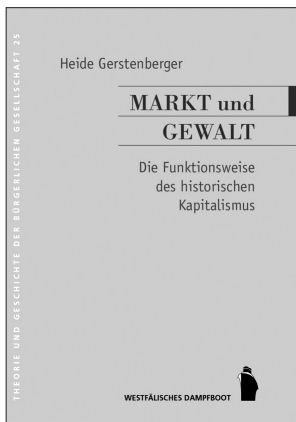 THEORIE UND GESCHICHTE DER BÜRGERLICHEN GESELLSCHAFT 25
Heide Gerstenberger
MARKT und
GEWALT
Die Funktionsweise
des historischen
Kapitalismus
WESTFÄLISCHES DAMPFBOOT